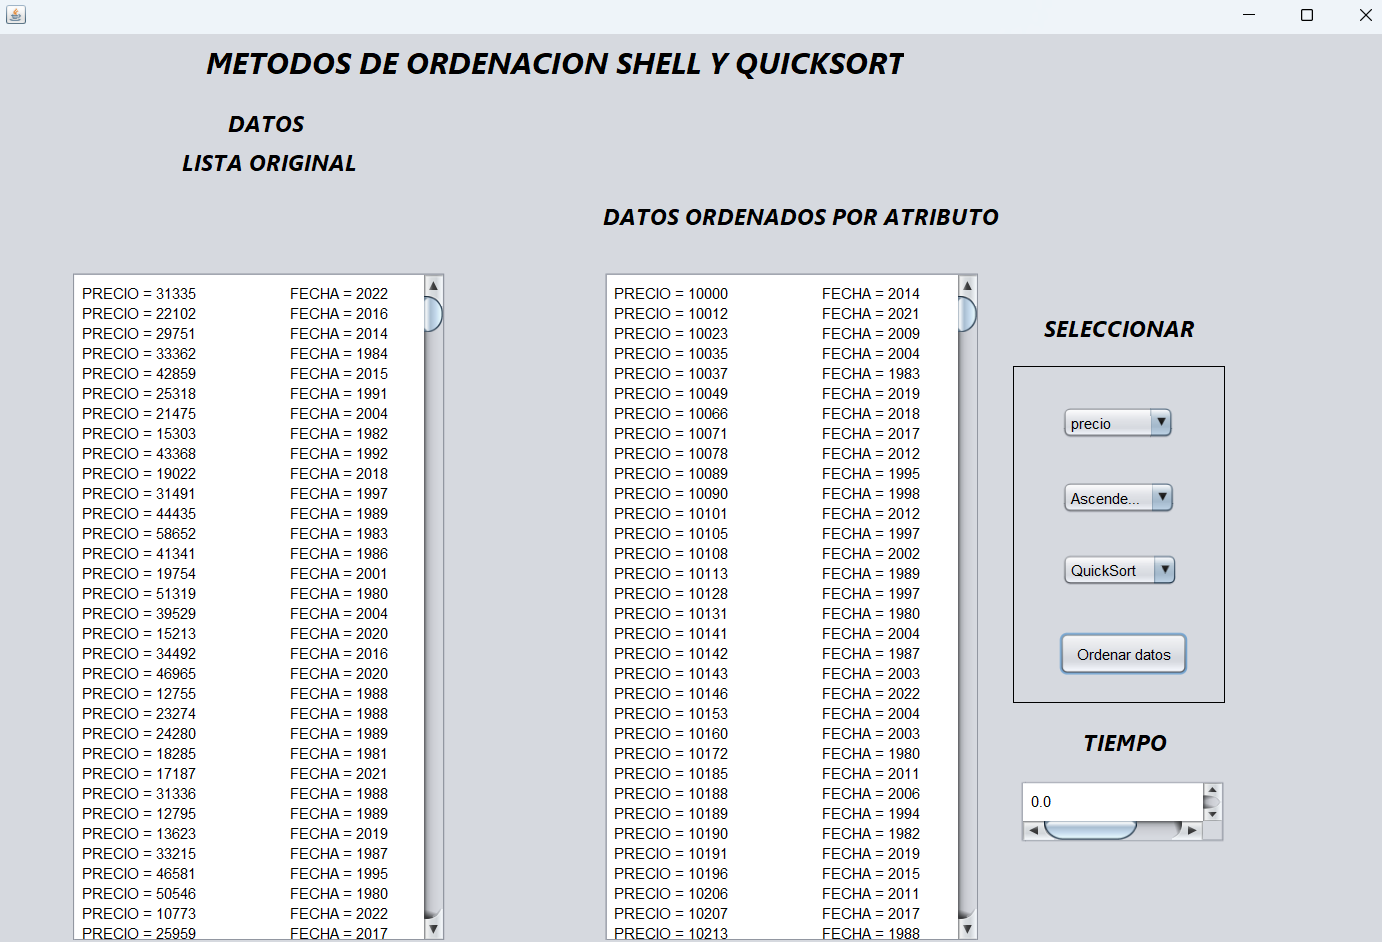 METODOS DE ORDENACION SHELL Y QUICKSORT
DATOS
LISTA ORIGINAL
PRECIO = 31335 FECHA = 2022
PRECIO = 22102 FECHA = 2016
PRECIO = 29751 FECHA = 2014
PRECIO = 33362 FECHA = 1984
PRECIO = 42859 FECHA = 2015
PRECIO = 25318 FECHA = 1991
PRECIO = 21475 FECHA = 2004
PRECIO = 15303 FECHA = 1982
PRECIO = 43368 FECHA = 1992
PRECIO = 19022 FECHA = 2018
PRECIO = 31491 FECHA = 1997
PRECIO = 44435 FECHA = 1989
PRECIO = 58652 FECHA = 1983
PRECIO = 41341 FECHA = 1986
PRECIO = 19754 FECHA = 2001
PRECIO = 51319 FECHA = 1980
PRECIO = 39529 FECHA = 2004
PRECIO = 15213 FECHA = 2020
PRECIO = 34492 FECHA = 2016
PRECIO = 46965 FECHA = 2020
PRECIO = 12755 FECHA = 1988
PRECIO = 23274 FECHA = 1988
PRECIO = 24280 FECHA = 1989
PRECIO = 18285 FECHA = 1981
PRECIO = 17187 FECHA = 2021
PRECIO = 31336 FECHA = 1988
PRECIO = 12795 FECHA = 1989
PRECIO = 13623 FECHA = 2019
PRECIO = 33215 FECHA = 1987
PRECIO = 46581 FECHA = 1995
PRECIO = 50546 FECHA = 1980
PRECIO = 10773 FECHA = 2022
PRECIO = 25959 FECHA = 2017
DATOS ORDENADOS POR ATRIBUTO
PRECIO = 10000 FECHA = 2014
PRECIO = 10012 FECHA = 2021
PRECIO = 10023 FECHA = 2009
PRECIO = 10035 FECHA = 2004
PRECIO = 10037 FECHA = 1983
PRECIO = 10049 FECHA = 2019
PRECIO = 10066 FECHA = 2018
PRECIO = 10071 FECHA = 2017
PRECIO = 10078 FECHA = 2012
PRECIO = 10089 FECHA = 1995
PRECIO = 10090 FECHA = 1998
PRECIO = 10101 FECHA = 2012
PRECIO = 10105 FECHA = 1997
PRECIO = 10108 FECHA = 2002
PRECIO = 10113 FECHA = 1989
PRECIO = 10128 FECHA = 1997
PRECIO = 10131 FECHA = 1980
PRECIO = 10141 FECHA = 2004
PRECIO = 10142 FECHA = 1987
PRECIO = 10143 FECHA = 2003
PRECIO = 10146 FECHA = 2022
PRECIO = 10153 FECHA = 2004
PRECIO = 10160 FECHA = 2003
PRECIO = 10172 FECHA = 1980
PRECIO = 10185 FECHA = 2011
PRECIO = 10188 FECHA = 2006
PRECIO = 10189 FECHA = 1994
PRECIO = 10190 FECHA = 1982
PRECIO = 10191 FECHA = 2019
PRECIO = 10196 FECHA = 2015
PRECIO = 10206 FECHA = 2011
PRECIO = 10207 FECHA = 2017
PRECIO = 10213 FECHA = 1988
SELECCIONAR
precio
Ascende...
QuickSort
Ordenar datos
TIEMPO
0.0